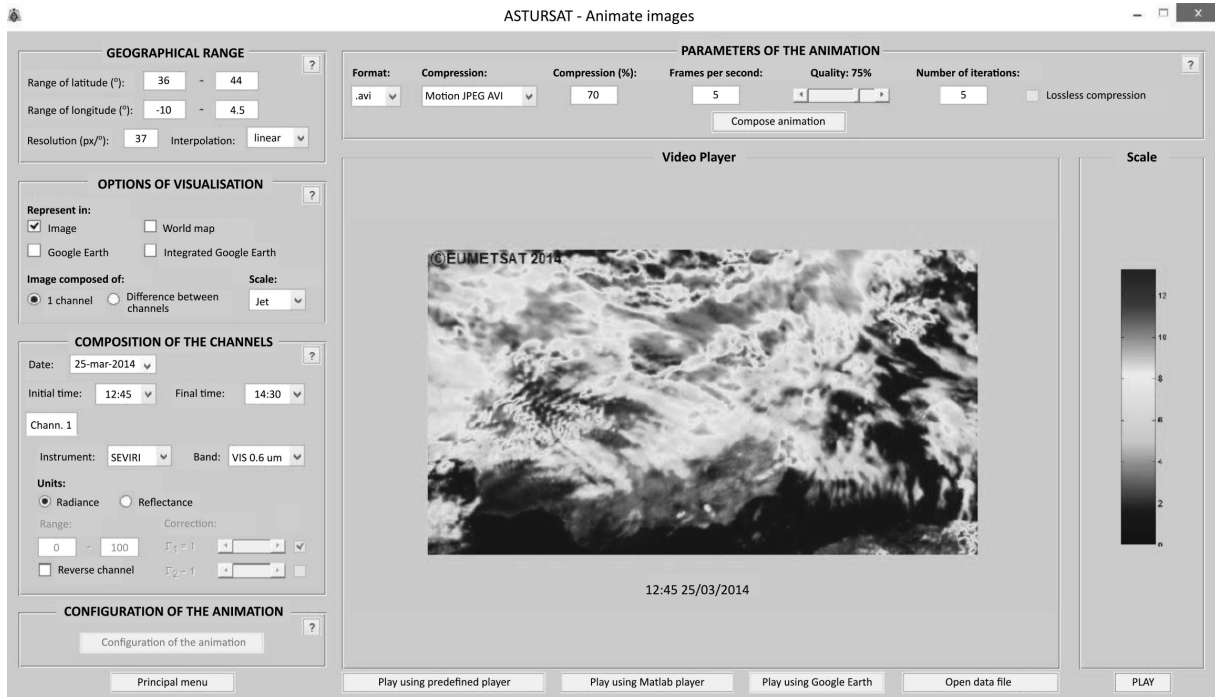 ASTURSAT - Animate images
GEOGRAPHICAL RANGE
?
Range of latitude (°): 36 - 44
Range of longitude (°): -10 - 4.5
Resolution (px/°): 37 Interpolation: linear
OPTIONS OF VISUALISATION
?
Represent in:
Image World map
Google Earth Integrated Google Earth
Image composed of: Scale:
1 channel Difference between channels Jet
COMPOSITION OF THE CHANNELS
?
Date: 25-mar-2014
Initial time: 12:45 Final time: 14:30
Chann. 1
Instrument: SEVIRI Band: VIS 0.6 um
Units:
Radiance Reflectance
Range: Correction:
0 - 100 Γ1 = 1
Reverse channel Γ2 = 1
CONFIGURATION OF THE ANIMATION
?
Configuration of the animation
Principal menu
PARAMETERS OF THE ANIMATION
?
Format: Compression: Compression (%): Frames per second: Quality: 75% Number of iterations:
.avi Motion JPEG AVI 70 5 5 Lossless compression
Compose animation
Video Player
©EUMETSAT 2014
12:45 25/03/2014
Scale
12
10
8
6
4
2
0
Play using predefined player Play using Matlab player Play using Google Earth Open data file PLAY